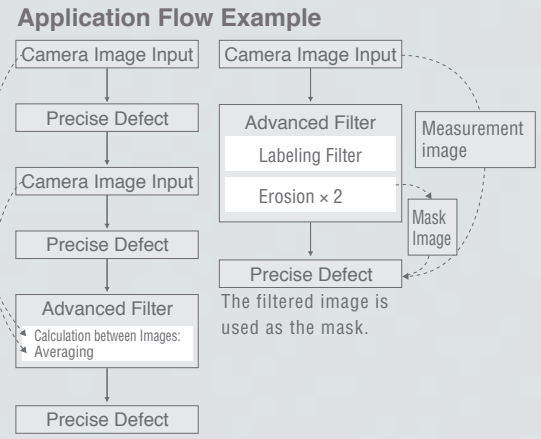 Application Flow Example
Camera Image Input
Precise Defect
Camera Image Input
Precise Defect
Advanced Filter
Calculation between Images:
Averaging
Precise Defect
Camera Image Input
Advanced Filter
Labeling Filter
Erosion × 2
Measurement
image
Mask
Image
Precise Defect
The filtered image is
used as the mask.